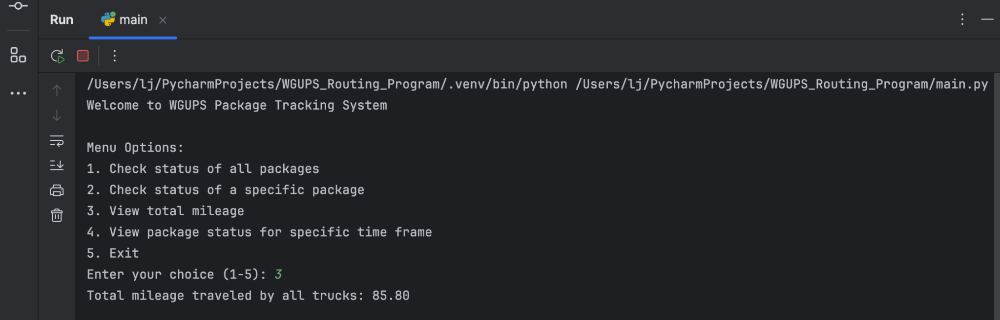 Run main
/Users/lj/PycharmProjects/WGUPS_Routing_Program/.venv/bin/python /Users/lj/PycharmProjects/WGUPS_Routing_Program/main.py
Welcome to WGUPS Package Tracking System
Menu Options:
1. Check status of all packages
2. Check status of a specific package
3. View total mileage
4. View package status for specific time frame
5. Exit
Enter your choice (1-5): 3
Total mileage traveled by all trucks: 85.80